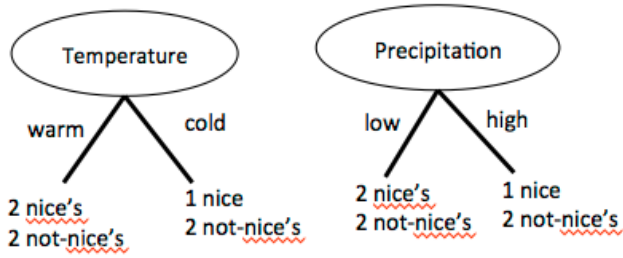 Temperature
warm
cold
2 nice's
2 not-nice's
1 nice
2 not-nice's
Precipitation
low
high
2 nice's
2 not-nice's
1 nice
2 not-nice's